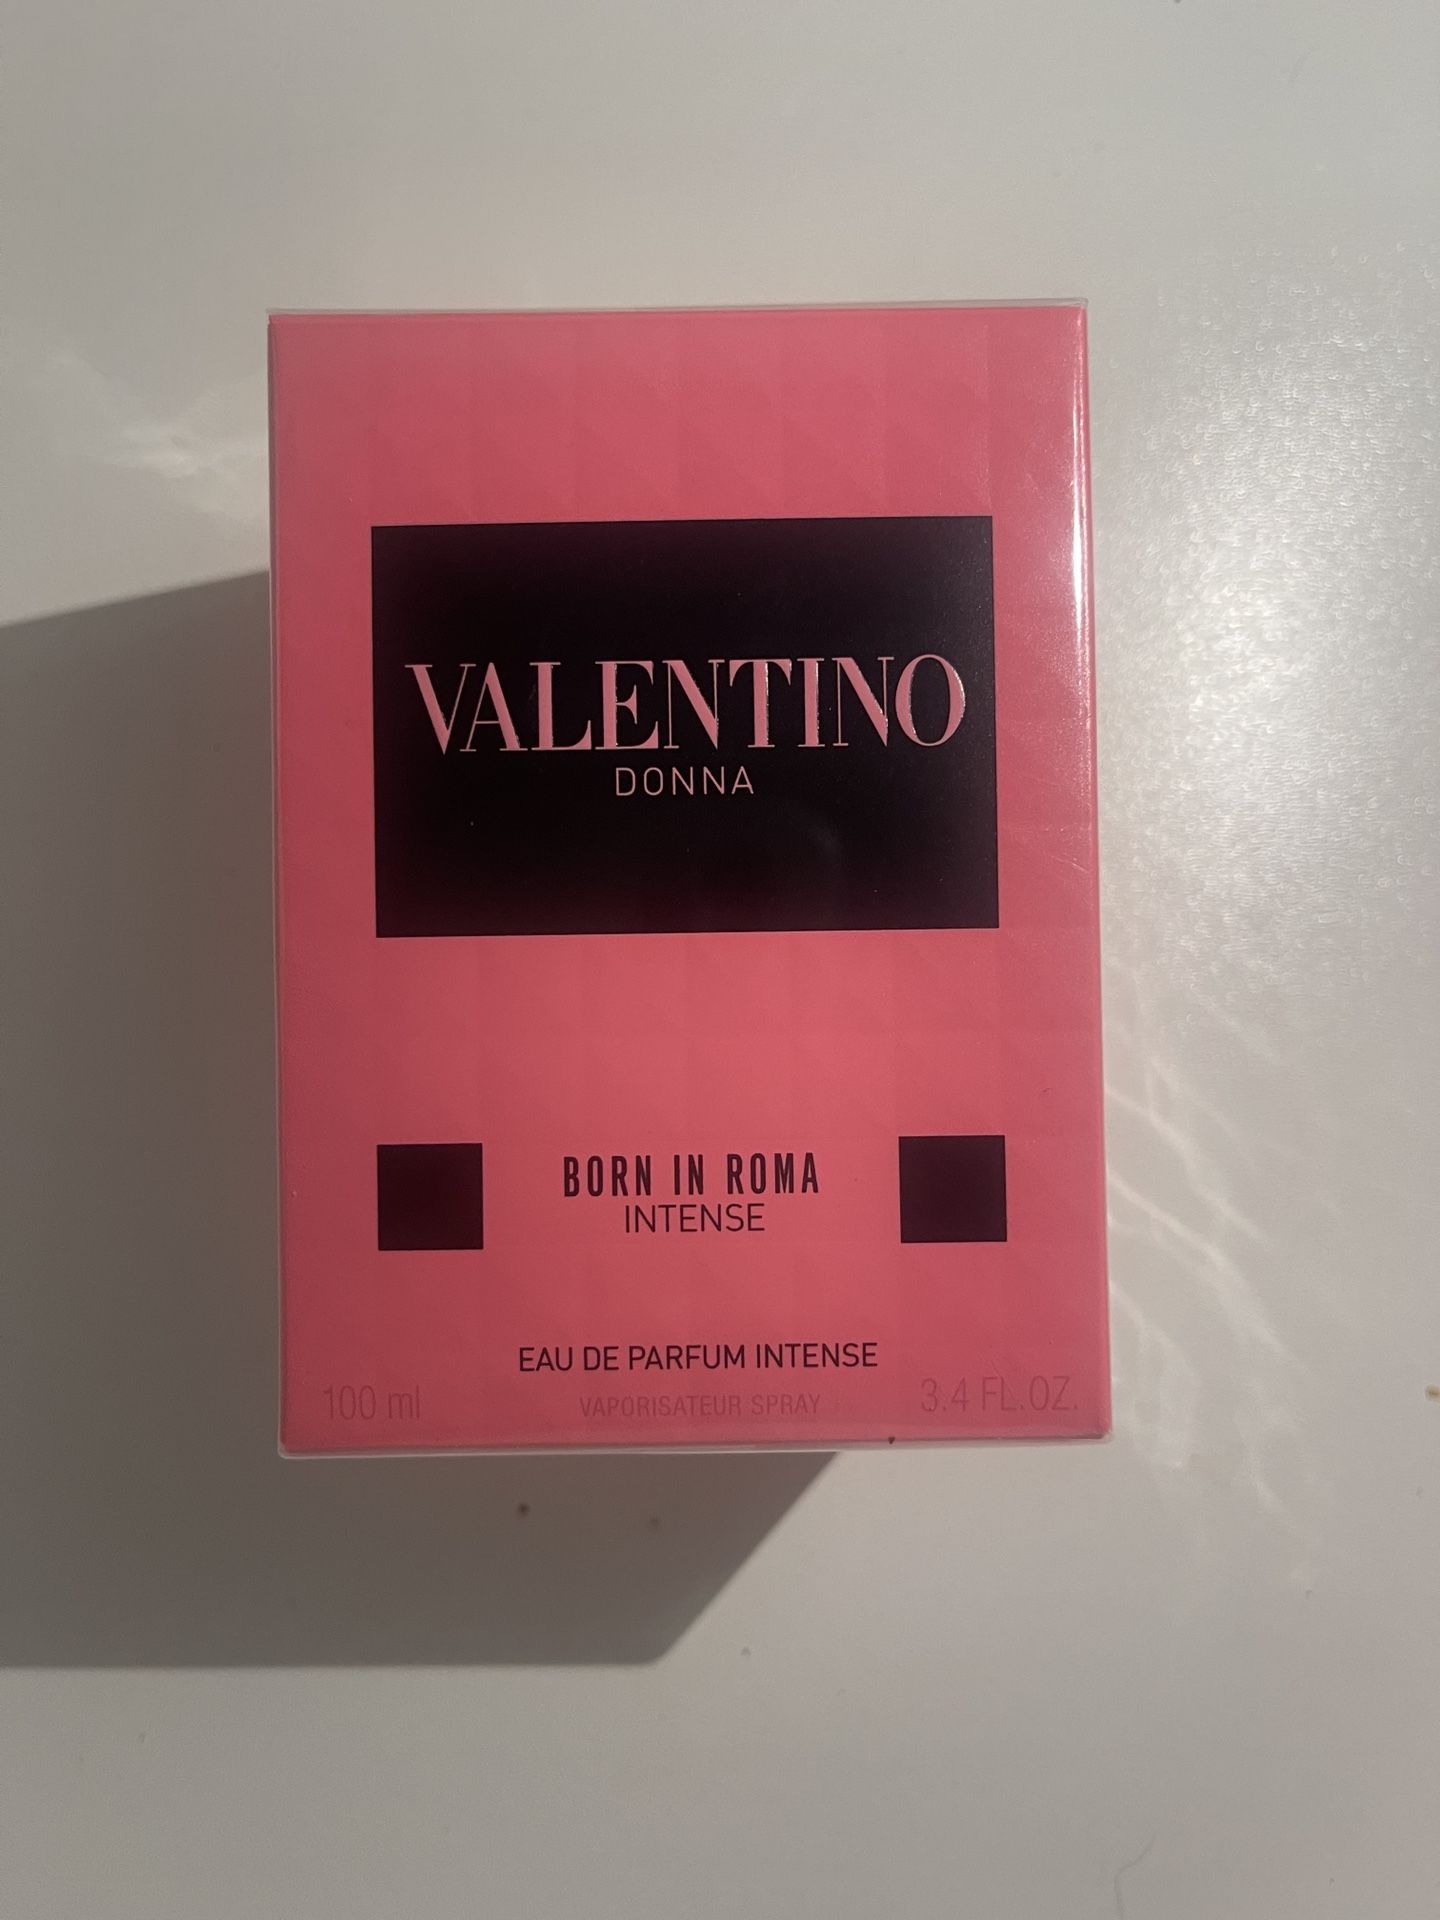 VALENTINO
DONNA
BORN IN ROMA
INTENSE
EAU DE PARFUM INTENSE
100 ml VAPORISATEUR SPRAY 3.4 FL.OZ.